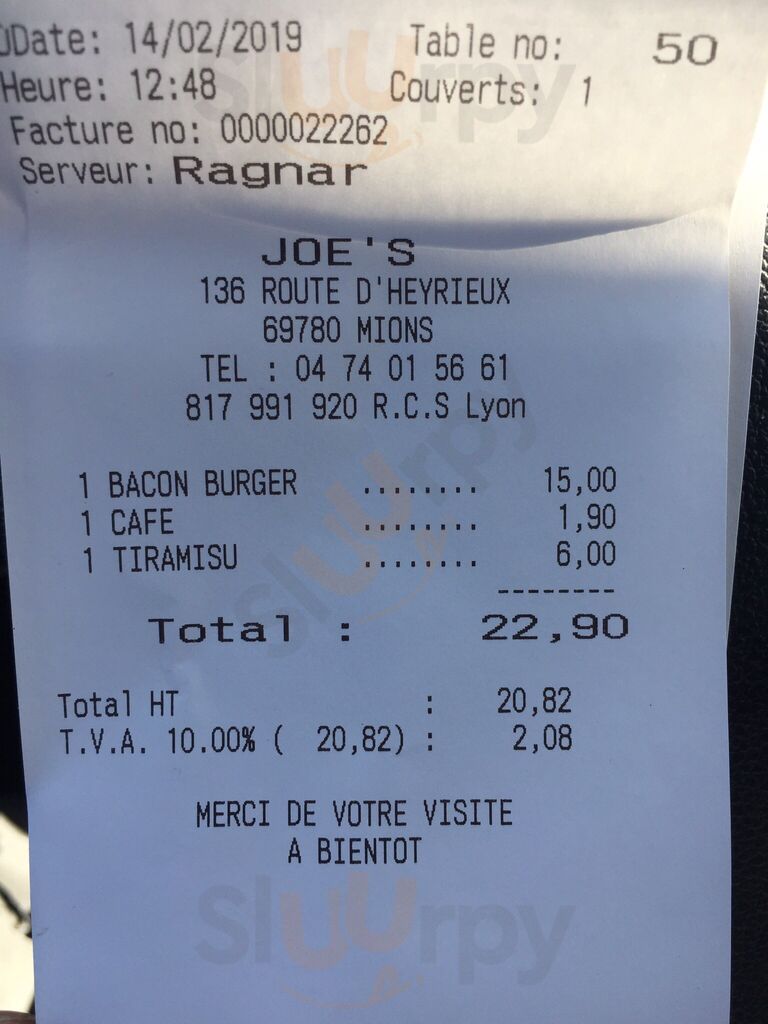 Date: 14/02/2019 Table no: 50
Heure: 12:48 Couverts: 1
Facture no: 0000022262
Serveur: Ragnar
JOE'S
136 ROUTE D'HEYRIEUX
69780 MIONS
TEL : 04 74 01 56 61
817 991 920 R.C.S Lyon
1 BACON BURGER ........ 15,00
1 CAFE ........ 1,90
1 TIRAMISU ........ 6,00
--------
Total : 22,90
Total HT : 20,82
T.V.A. 10.00% ( 20,82) : 2,08
MERCI DE VOTRE VISITE
A BIENTOT
Sluurpy